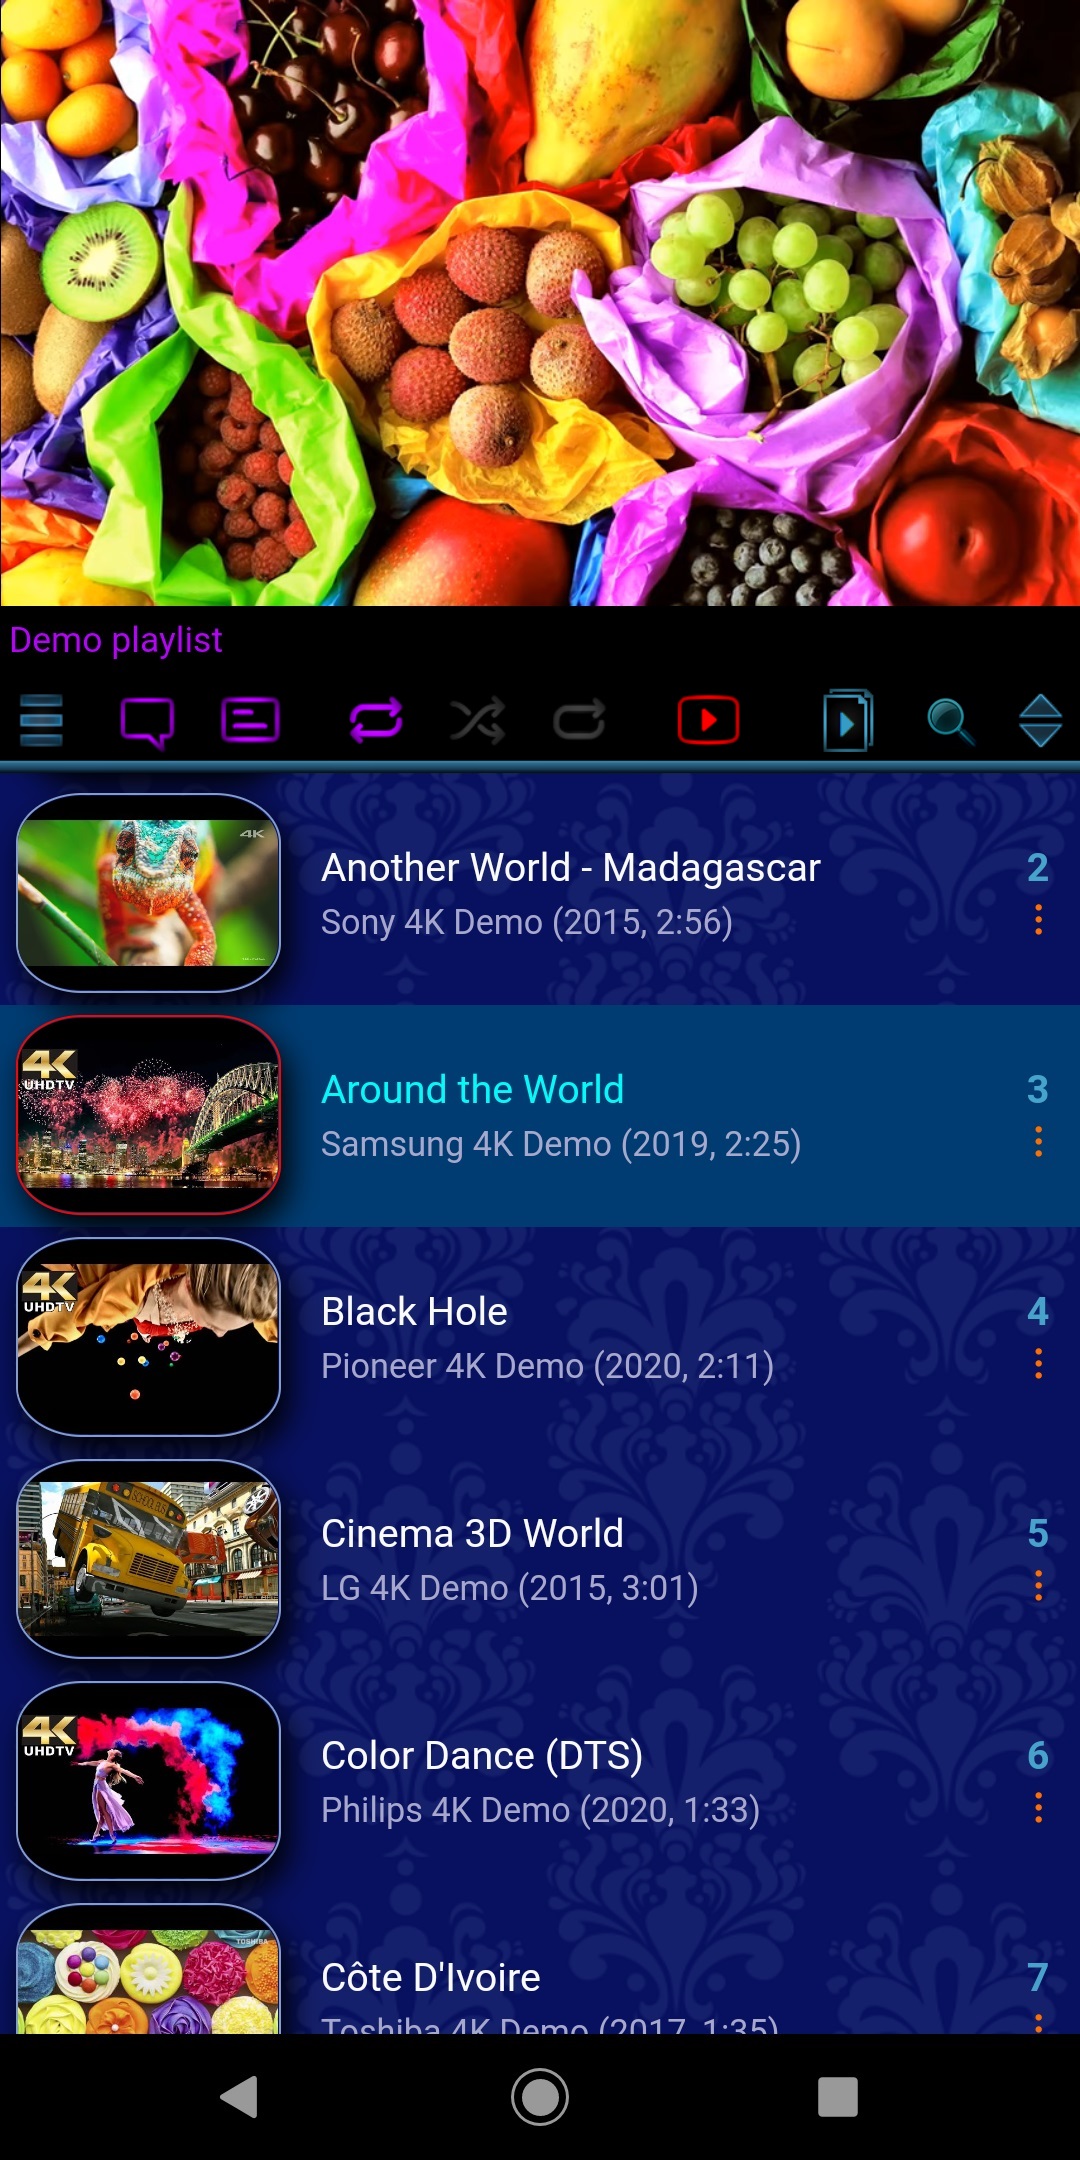 Demo playlist
4K
Another World - Madagascar
2
Sony 4K Demo (2015, 2:56)
4K
UHDTV
Around the World
3
Samsung 4K Demo (2019, 2:25)
4K
UHDTV
Black Hole
4
Pioneer 4K Demo (2020, 2:11)
SCHOOL BUS
Cinema 3D World
5
LG 4K Demo (2015, 3:01)
4K
UHDTV
Color Dance (DTS)
6
Philips 4K Demo (2020, 1:33)
TOSHIBA
Côte D'Ivoire
7
Toshiba 4K Demo (2017, 1:35)